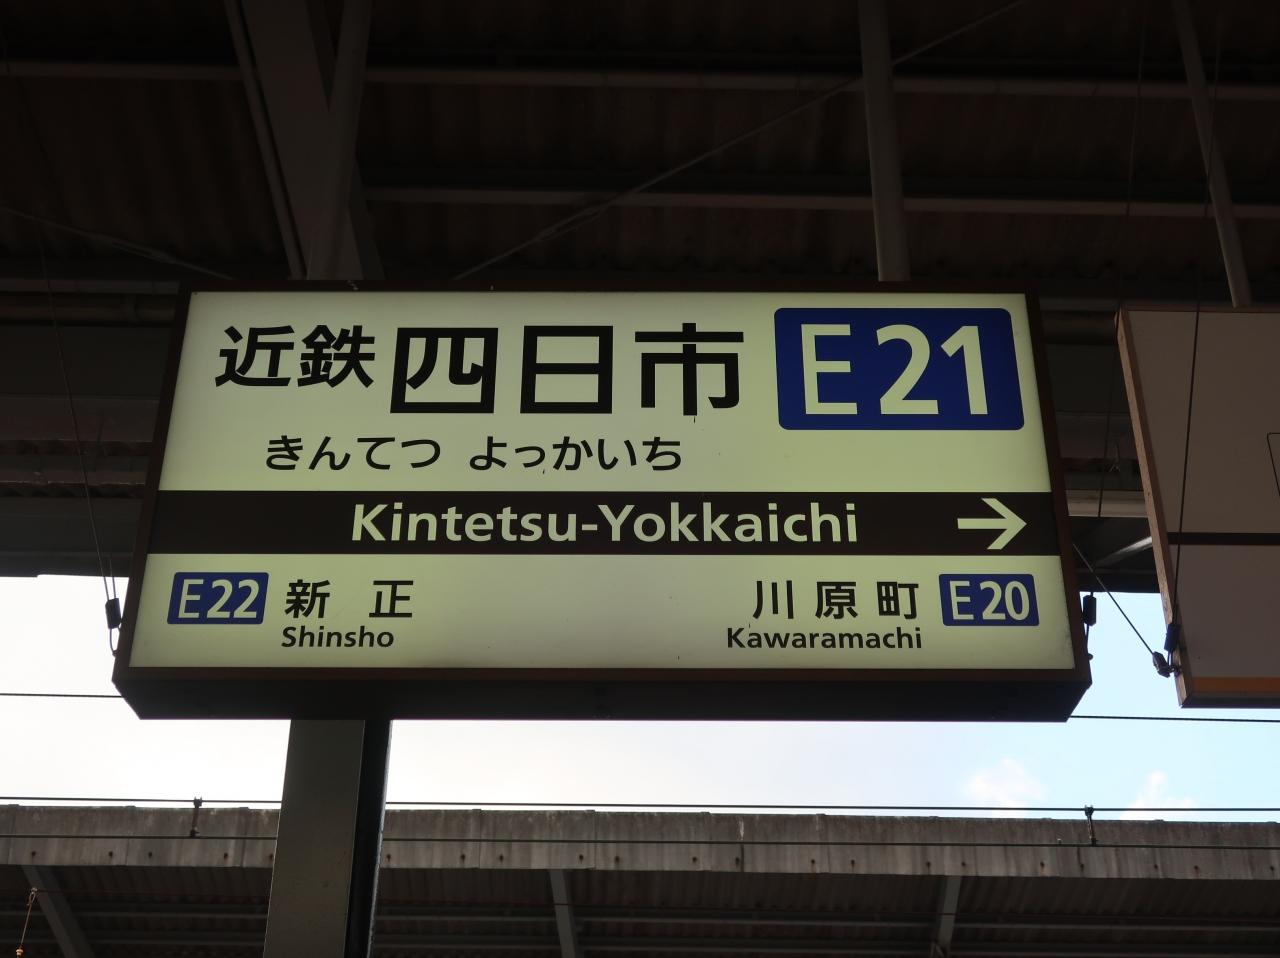 近鉄四日市 E21
きんてつ よっかいち
Kintetsu-Yokkaichi →
E22 新正 川原町 E20
Shinsho Kawaramachi